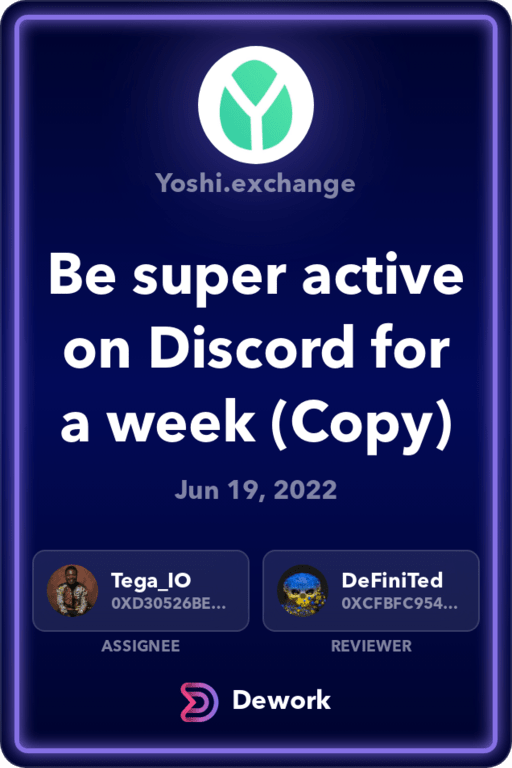 Yoshi.exchange
Be super active
on Discord for
a week (Copy)
Jun 19, 2022
Tega_IO
0XD30526BE...
ASSIGNEE
DeFiniTed
0XCFBFC954...
REVIEWER
Dework